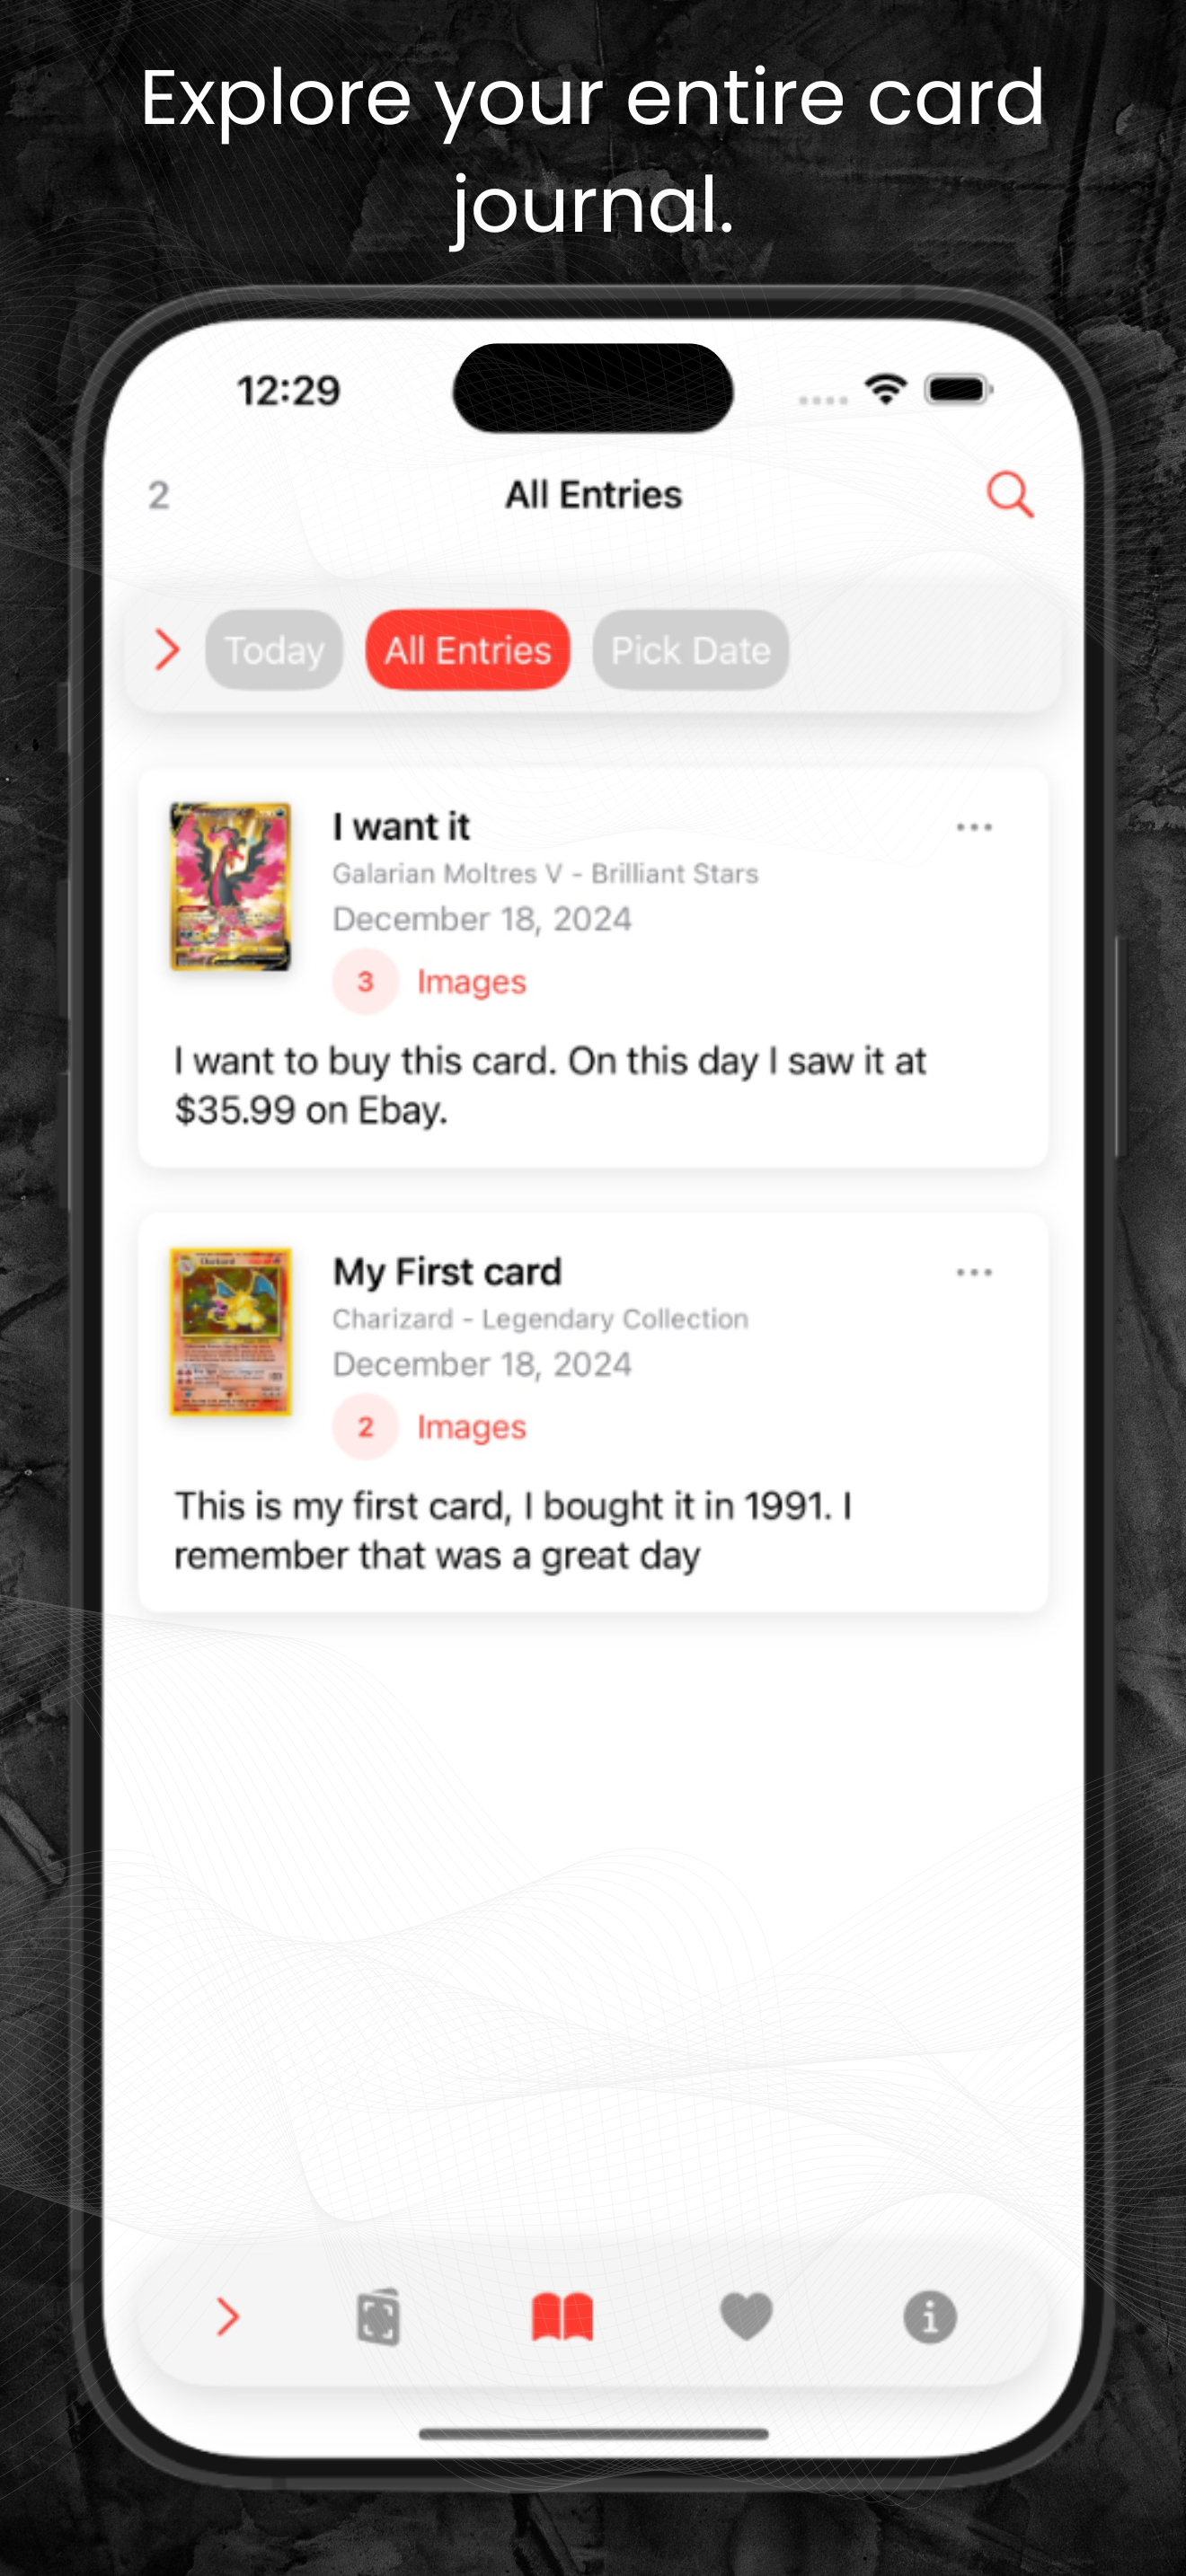 Explore your entire card
journal.
12:29
2
All Entries
Today
All Entries
Pick Date
I want it
Galarian Moltres V - Brilliant Stars
December 18, 2024
3 Images
I want to buy this card. On this day I saw it at
$35.99 on Ebay.
My First card
Charizard - Legendary Collection
December 18, 2024
2 Images
This is my first card, I bought it in 1991. I
remember that was a great day